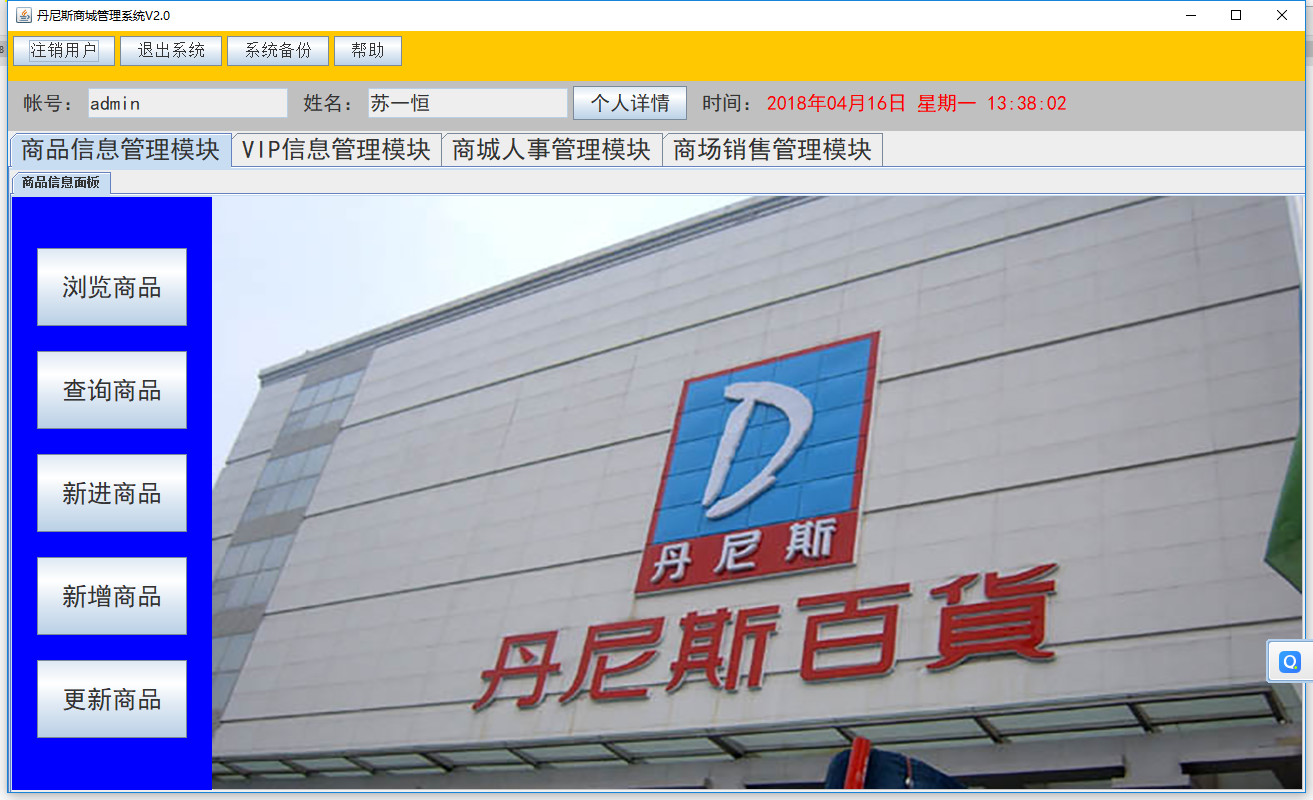 丹尼斯商城管理系统V2.0
注销用户 退出系统 系统备份 帮助
帐号： admin 姓名： 苏一恒 个人详情 时间： 2018年04月16日 星期一 13:38:02
商品信息管理模块 VIP信息管理模块 商城人事管理模块 商场销售管理模块
商品信息面板
浏览商品
查询商品
新进商品
新增商品
更新商品
D
丹尼斯
丹尼斯百貨